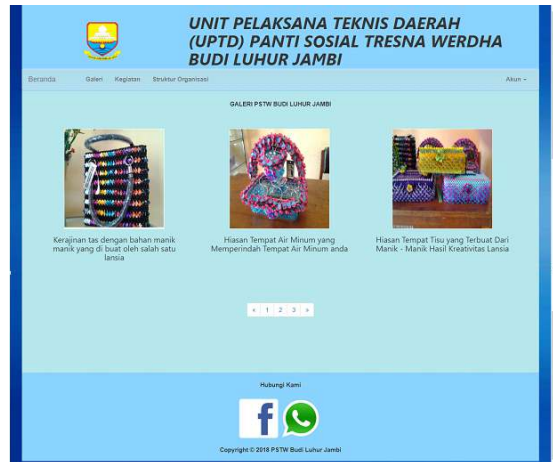 UNIT PELAKSANA TEKNIS DAERAH
(UPTD) PANTI SOSIAL TRESNA WERDHA
BUDI LUHUR JAMBI
Beranda Galeri Kegiatan Struktur Organisasi Akun
GALERI PSTW BUDI LUHUR JAMBI
Kerajinan tas dengan bahan manik
manik yang di buat oleh salah satu
lansia
Hiasan Tempat Air Minum yang
Memperindah Tempat Air Minum anda
Hiasan Tempat Tisu yang Terbuat Dari
Manik - Manik Hasil Kreativitas Lansia
« 1 2 3 »
Hubungi Kami
Copyright © 2018 PSTW Budi Luhur Jambi